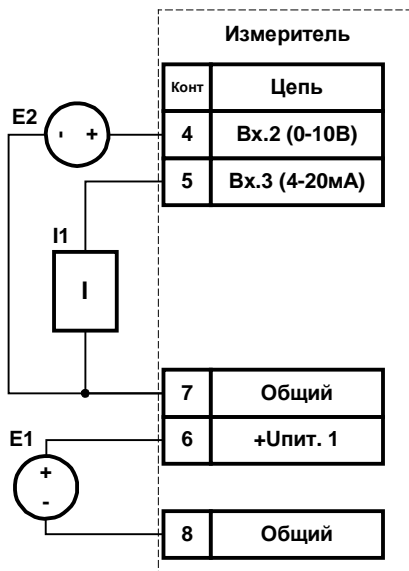 Измеритель
Конт Цепь
E2 - + 4 Вх.2 (0-10В)
5 Вх.3 (4-20мА)
I1
I
7 Общий
E1 6 +Uпит. 1
+
-
8 Общий